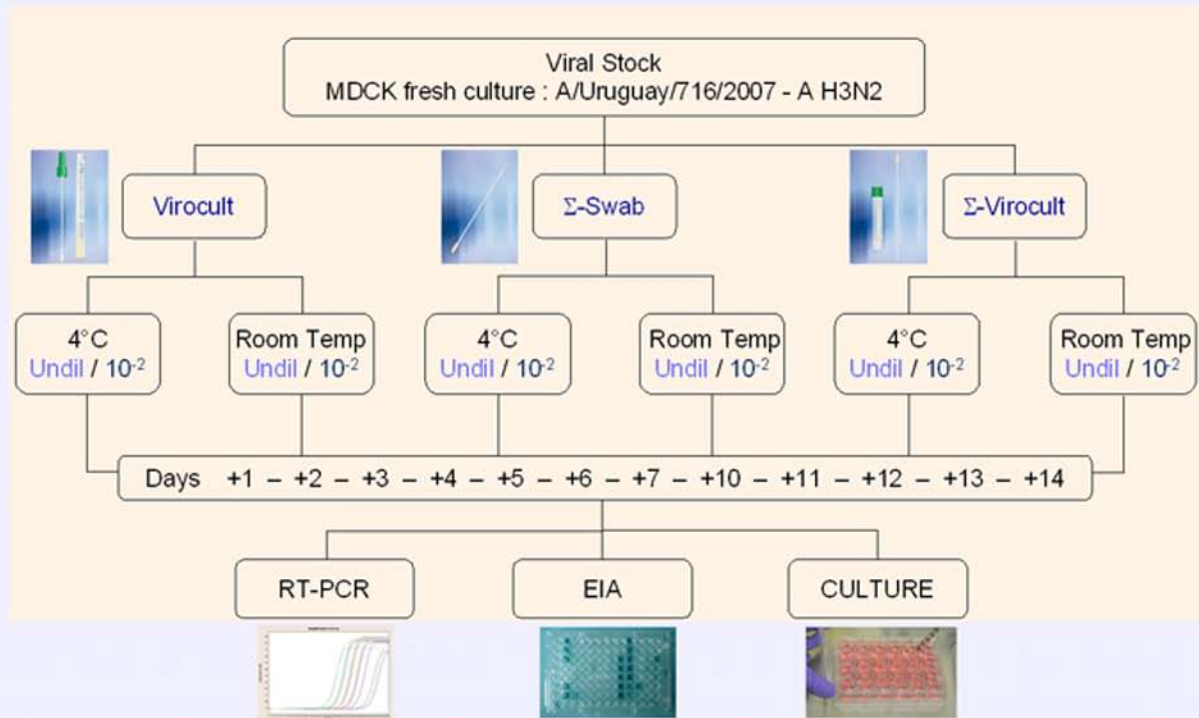 Viral Stock
MDCK fresh culture : A/Uruguay/716/2007 - A H3N2
Virocult
Σ-Swab
Σ-Virocult
4°C
Undil / 10⁻²
Room Temp
Undil / 10⁻²
4°C
Undil / 10⁻²
Room Temp
Undil / 10⁻²
4°C
Undil / 10⁻²
Room Temp
Undil / 10⁻²
Days +1 – +2 – +3 – +4 – +5 – +6 – +7 – +10 – +11 – +12 – +13 – +14
RT-PCR
EIA
CULTURE